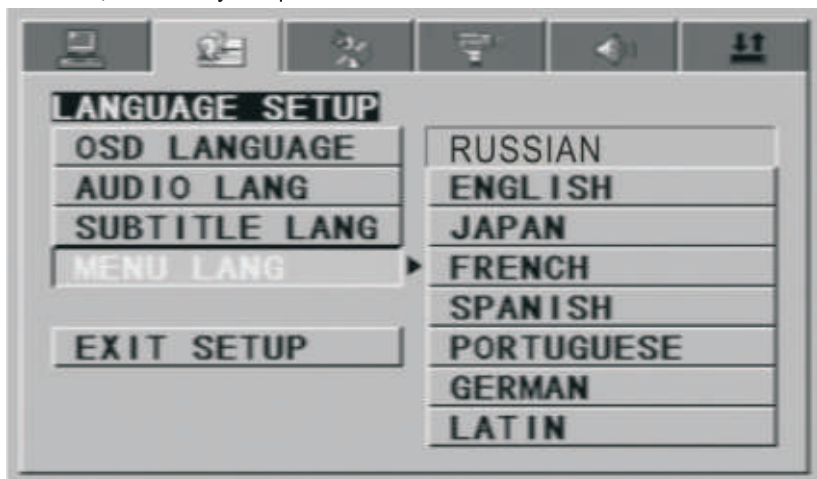 LANGUAGE SETUP
OSD LANGUAGE
AUDIO LANG
SUBTITLE LANG
MENU LANG
EXIT SETUP
RUSSIAN
ENGLISH
JAPAN
FRENCH
SPANISH
PORTUGUESE
GERMAN
LATIN